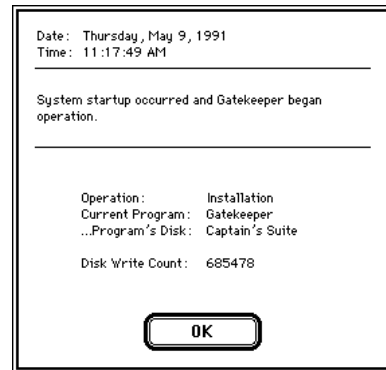 Date: Thursday, May 9, 1991
Time: 11:17:49 AM
System startup occurred and Gatekeeper began
operation.
Operation: Installation
Current Program: Gatekeeper
...Program's Disk: Captain's Suite
Disk Write Count: 685478
OK